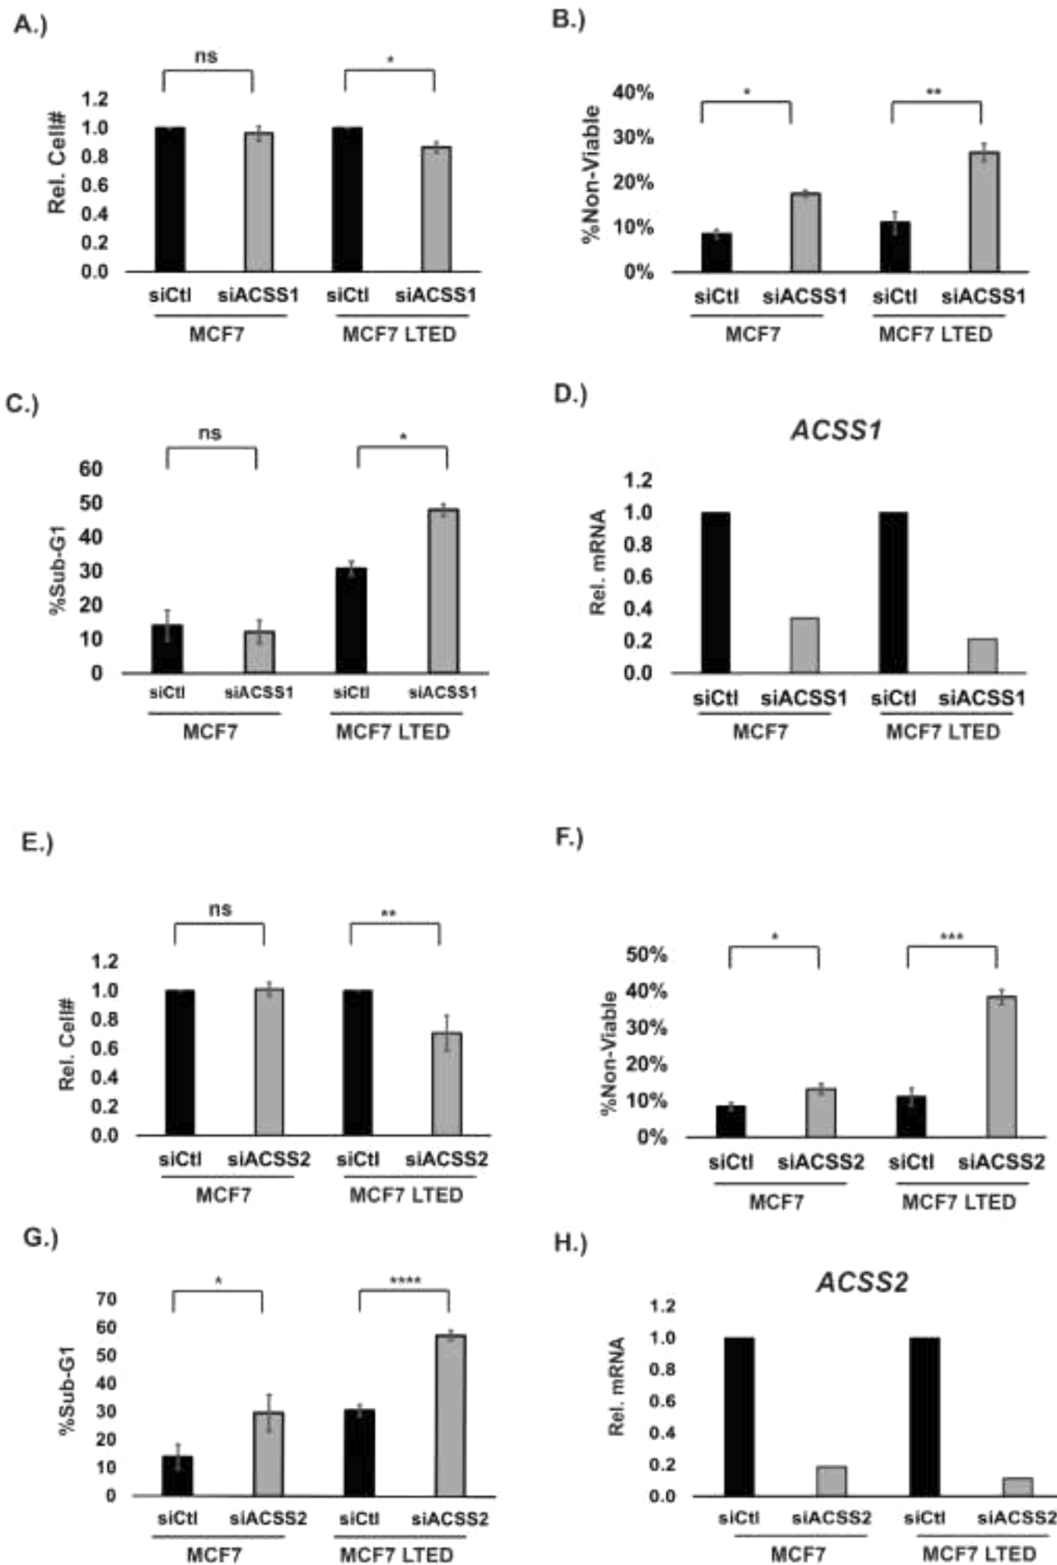 A.)
ns
*
Rel. Cell#
1.2
1.0
0.8
0.6
0.4
0.2
0.0
siCtl siACSS1 siCtl siACSS1
MCF7 MCF7 LTED
B.)
*
**
%Non-Viable
40%
30%
20%
10%
0%
siCtl siACSS1 siCtl siACSS1
MCF7 MCF7 LTED
C.)
ns
*
%Sub-G1
60
50
40
30
20
10
0
siCtl siACSS1 siCtl siACSS1
MCF7 MCF7 LTED
D.)
ACSS1
Rel. mRNA
1.2
1.0
0.8
0.6
0.4
0.2
0.0
siCtl siACSS1 siCtl siACSS1
MCF7 MCF7 LTED
E.)
ns
**
Rel. Cell#
1.2
1.0
0.8
0.6
0.4
0.2
0.0
siCtl siACSS2 siCtl siACSS2
MCF7 MCF7 LTED
F.)
*
***
%Non-Viable
50%
40%
30%
20%
10%
0%
siCtl siACSS2 siCtl siACSS2
MCF7 MCF7 LTED
G.)
*
****
%Sub-G1
70
60
50
40
30
20
10
0
siCtl siACSS2 siCtl siACSS2
MCF7 MCF7 LTED
H.)
ACSS2
Rel. mRNA
1.2
1.0
0.8
0.6
0.4
0.2
0.0
siCtl siACSS2 siCtl siACSS2
MCF7 MCF7 LTED